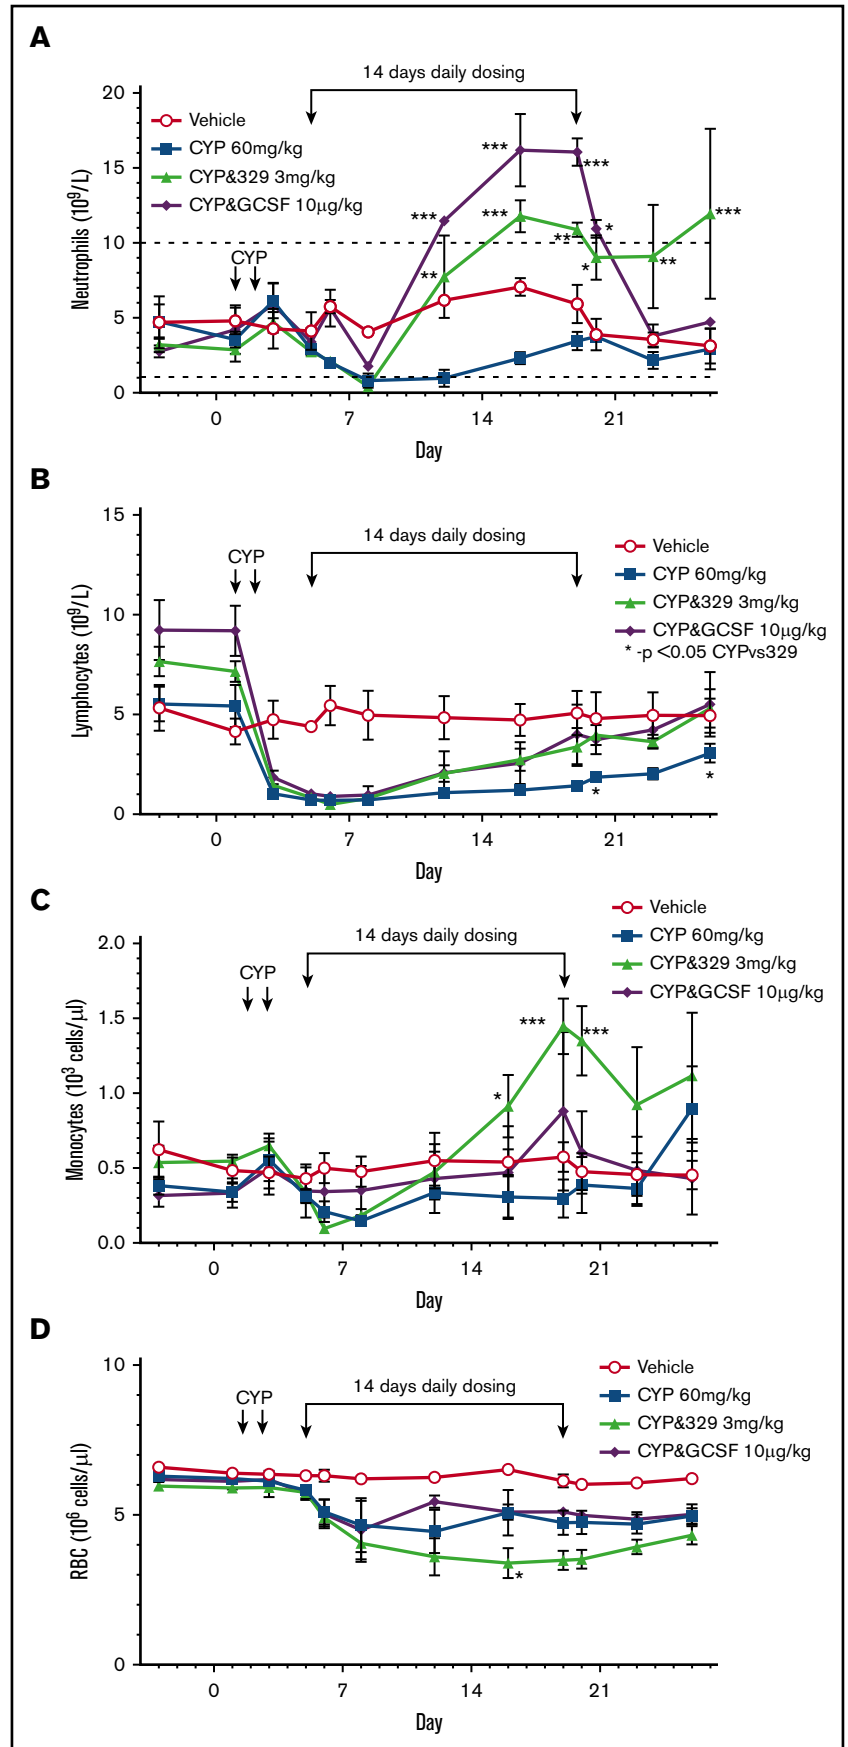 A
14 days daily dosing
Vehicle
CYP 60mg/kg
CYP&329 3mg/kg
CYP&GCSF 10µg/kg
CYP
Neutrophils (10⁹/L)
20
15
10
5
0
*** *** *** *
*** ** * ***
** **
0 7 14 21
Day
B
14 days daily dosing
CYP
Vehicle
CYP 60mg/kg
CYP&329 3mg/kg
CYP&GCSF 10µg/kg
* -p <0.05 CYPvs329
Lymphocytes (10⁹/L)
15
10
5
0
* *
0 7 14 21
Day
C
Vehicle
CYP 60mg/kg
CYP&329 3mg/kg
CYP&GCSF 10µg/kg
14 days daily dosing
CYP
Monocytes (10³ cells/µl)
2.0
1.5
1.0
0.5
0.0
* *** ***
0 7 14 21
Day
D
Vehicle
CYP 60mg/kg
CYP&329 3mg/kg
CYP&GCSF 10µg/kg
14 days daily dosing
CYP
RBC (10⁶ cells/µl)
10
5
0
*
0 7 14 21
Day